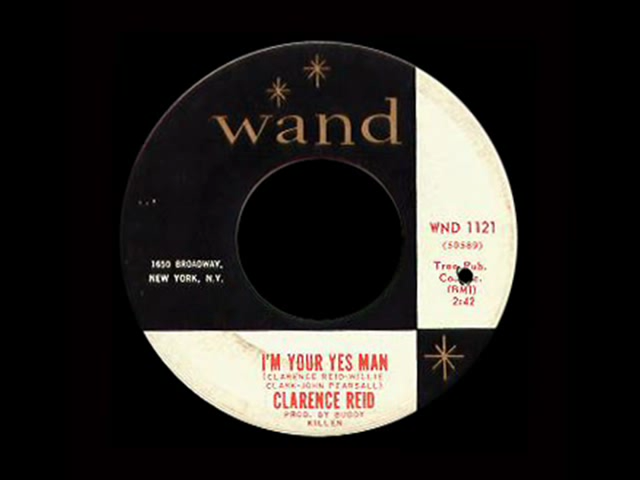 wand
WND 1121
(50589)
Tree Pub.
(BMI)
2:42
1650 BROADWAY,
NEW YORK, N.Y.
I'M YOUR YES MAN
(CLARENCE REID-WILLIE
CLARK-JOHN PEARSALL)
CLARENCE REID
PROD. BY BUDDY
KILLEN